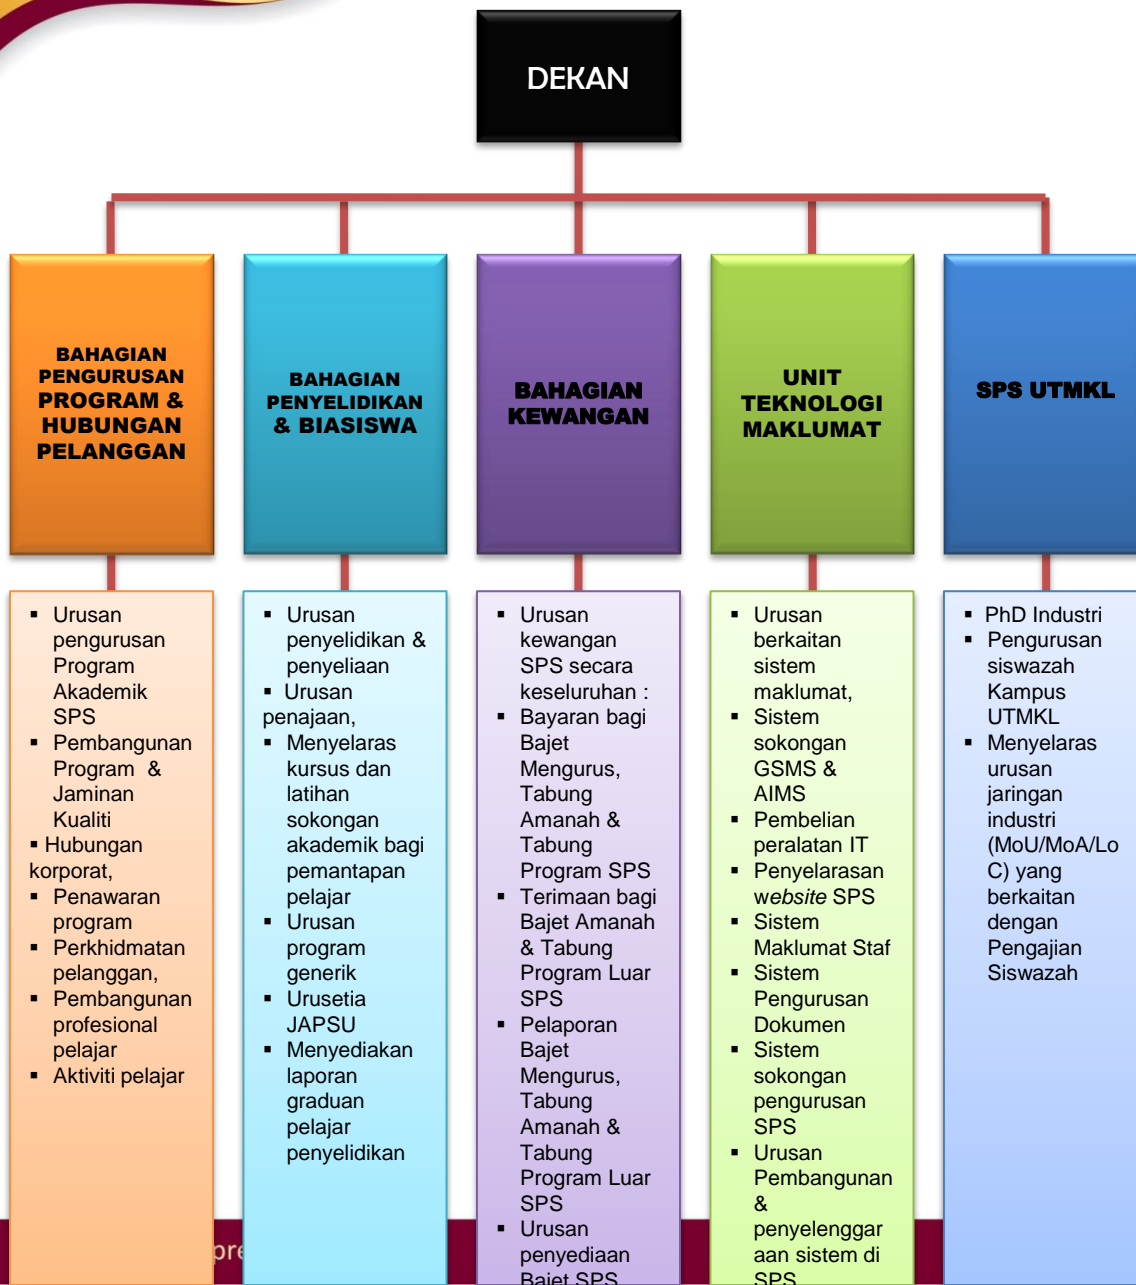 DEKAN
BAHAGIAN
PENGURUSAN
PROGRAM &
HUBUNGAN
PELANGGAN
BAHAGIAN
PENYELIDIKAN
& BIASISWA
BAHAGIAN
KEWANGAN
UNIT
TEKNOLOGI
MAKLUMAT
SPS UTMKL
▪ Urusan
pengurusan
Program
Akademik
SPS
▪ Pembangunan
Program &
Jaminan
Kualiti
▪ Hubungan
korporat,
▪ Penawaran
program
▪ Perkhidmatan
pelanggan,
▪ Pembangunan
profesional
pelajar
▪ Aktiviti pelajar
▪ Urusan
penyelidikan &
penyeliaan
▪ Urusan
penajaan,
▪ Menyelaras
kursus dan
latihan
sokongan
akademik bagi
pemantapan
pelajar
▪ Urusan
program
generik
▪ Urusetia
JAPSU
▪ Menyediakan
laporan
graduan
pelajar
penyelidikan
▪ Urusan
kewangan
SPS secara
keseluruhan :
▪ Bayaran bagi
Bajet
Mengurus,
Tabung
Amanah &
Tabung
Program SPS
▪ Terimaan bagi
Bajet Amanah
& Tabung
Program Luar
SPS
▪ Pelaporan
Bajet
Mengurus,
Tabung
Amanah &
Tabung
Program Luar
SPS
▪ Urusan
penyediaan
Bajet SPS
▪ Urusan
berkaitan
sistem
maklumat,
▪ Sistem
sokongan
GSMS &
AIMS
▪ Pembelian
peralatan IT
▪ Penyelarasan
website SPS
▪ Sistem
Maklumat Staf
▪ Sistem
Pengurusan
Dokumen
▪ Sistem
sokongan
pengurusan
SPS
▪ Urusan
Pembangunan
&
penyelenggar
aan sistem di
SPS
▪ PhD Industri
▪ Pengurusan
siswazah
Kampus
UTMKL
▪ Menyelaras
urusan
jaringan
industri
(MoU/MoA/Lo
C) yang
berkaitan
dengan
Pengajian
Siswazah